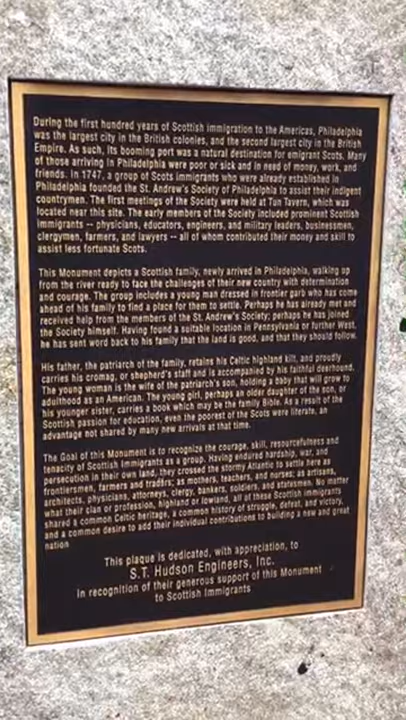 During the first hundred years of Scottish immigration to the Americas, Philadelphia
was the largest city in the British colonies, and the second largest city in the British
Empire. As such, its booming port was a natural destination for emigrant Scots. Many
of those arriving in Philadelphia were poor or sick and in need of money, work, and
friends. In 1747, a group of Scots immigrants who were already established in
Philadelphia founded the St. Andrew's Society of Philadelphia to assist their indigent
countrymen. The first meetings of the Society were held at Tun Tavern, which was
located near this site. The early members of the Society included prominent Scottish
immigrants -- physicians, educators, engineers, and military leaders, businessmen,
clergymen, farmers, and lawyers -- all of whom contributed their money and skill to
assist less fortunate Scots.
This Monument depicts a Scottish family, newly arrived in Philadelphia, walking up
from the river ready to face the challenges of their new country with determination
and courage. The group includes a young man dressed in frontier garb who has come
ahead of his family to find a place for them to settle. Perhaps he has already met and
received help from the members of the St. Andrew's Society; perhaps he has joined
the Society himself. Having found a suitable location in Pennsylvania or further West,
he has sent word back to his family that the land is good, and that they should follow.
His father, the patriarch of the family, retains his Celtic highland kilt, and proudly
carries his cromag, or shepherd's staff and is accompanied by his faithful deerhound.
The young woman is the wife of the patriarch's son, holding a baby that will grow to
adulthood as an American. The young girl, perhaps an older daughter of the son, or
his younger sister, carries a book which may be the family Bible. As a result of the
Scottish passion for education, even the poorest of the Scots were literate, an
advantage not shared by many new arrivals at that time.
The Goal of this Monument is to recognize the courage, skill, resourcefulness and
tenacity of Scottish Immigrants as a group. Having endured hardship, war, and
persecution in their own land, they crossed the stormy Atlantic to settle here as
frontiersmen, farmers and traders; as mothers, teachers, and nurses; as artisans,
architects, physicians, attorneys, clergy, bankers, soldiers, and statesmen. No matter
what their clan or profession, highland or lowland, all of these Scottish immigrants
shared a common Celtic heritage, a common history of struggle, defeat, and victory,
and a common desire to add their individual contributions to building a new and great
nation
This plaque is dedicated, with appreciation, to
S.T. Hudson Engineers, Inc.
in recognition of their generous support of this Monument
to Scottish Immigrants